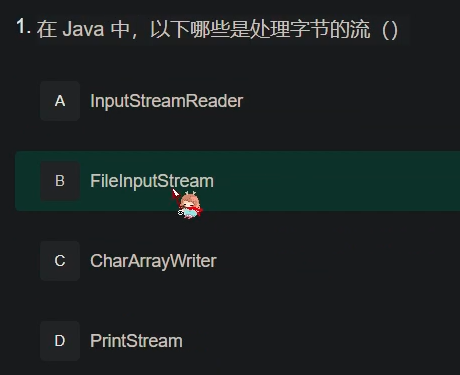 1. 在 Java 中，以下哪些是处理字节的流（）
A InputStreamReader
B FileInputStream
C CharArrayWriter
D PrintStream